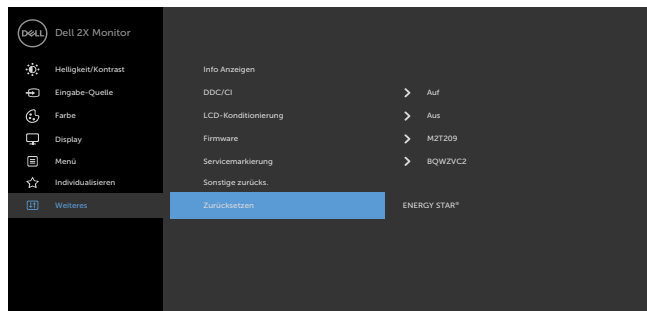 DELL Dell 2X Monitor
Helligkeit/Kontrast Info Anzeigen
Eingabe-Quelle DDC/CI Auf
Farbe LCD-Konditionierung Aus
Display Firmware M2T209
Menü Servicemarkierung BQWZVC2
Individualisieren Sonstige zurücks.
Weiteres Zurücksetzen ENERGY STAR®